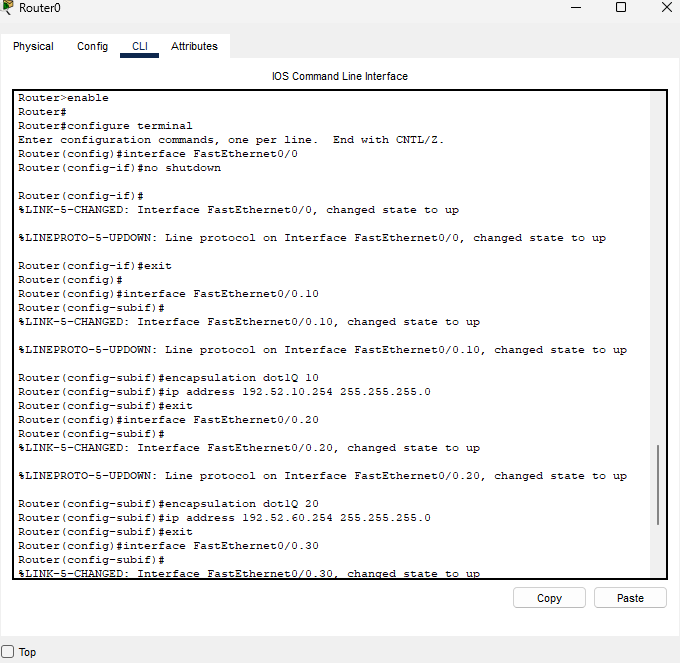 Router0
Physical Config CLI Attributes
IOS Command Line Interface
Router>enable
Router#
Router#configure terminal
Enter configuration commands, one per line.  End with CNTL/Z.
Router(config)#interface FastEthernet0/0
Router(config-if)#no shutdown
Router(config-if)#
%LINK-5-CHANGED: Interface FastEthernet0/0, changed state to up
%LINEPROTO-5-UPDOWN: Line protocol on Interface FastEthernet0/0, changed state to up
Router(config-if)#exit
Router(config)#
Router(config)#interface FastEthernet0/0.10
Router(config-subif)#
%LINK-5-CHANGED: Interface FastEthernet0/0.10, changed state to up
%LINEPROTO-5-UPDOWN: Line protocol on Interface FastEthernet0/0.10, changed state to up
Router(config-subif)#encapsulation dot1Q 10
Router(config-subif)#ip address 192.52.10.254 255.255.255.0
Router(config-subif)#exit
Router(config)#interface FastEthernet0/0.20
Router(config-subif)#
%LINK-5-CHANGED: Interface FastEthernet0/0.20, changed state to up
%LINEPROTO-5-UPDOWN: Line protocol on Interface FastEthernet0/0.20, changed state to up
Router(config-subif)#encapsulation dot1Q 20
Router(config-subif)#ip address 192.52.60.254 255.255.255.0
Router(config-subif)#exit
Router(config)#interface FastEthernet0/0.30
Router(config-subif)#
%LINK-5-CHANGED: Interface FastEthernet0/0.30, changed state to up
Copy Paste
Top